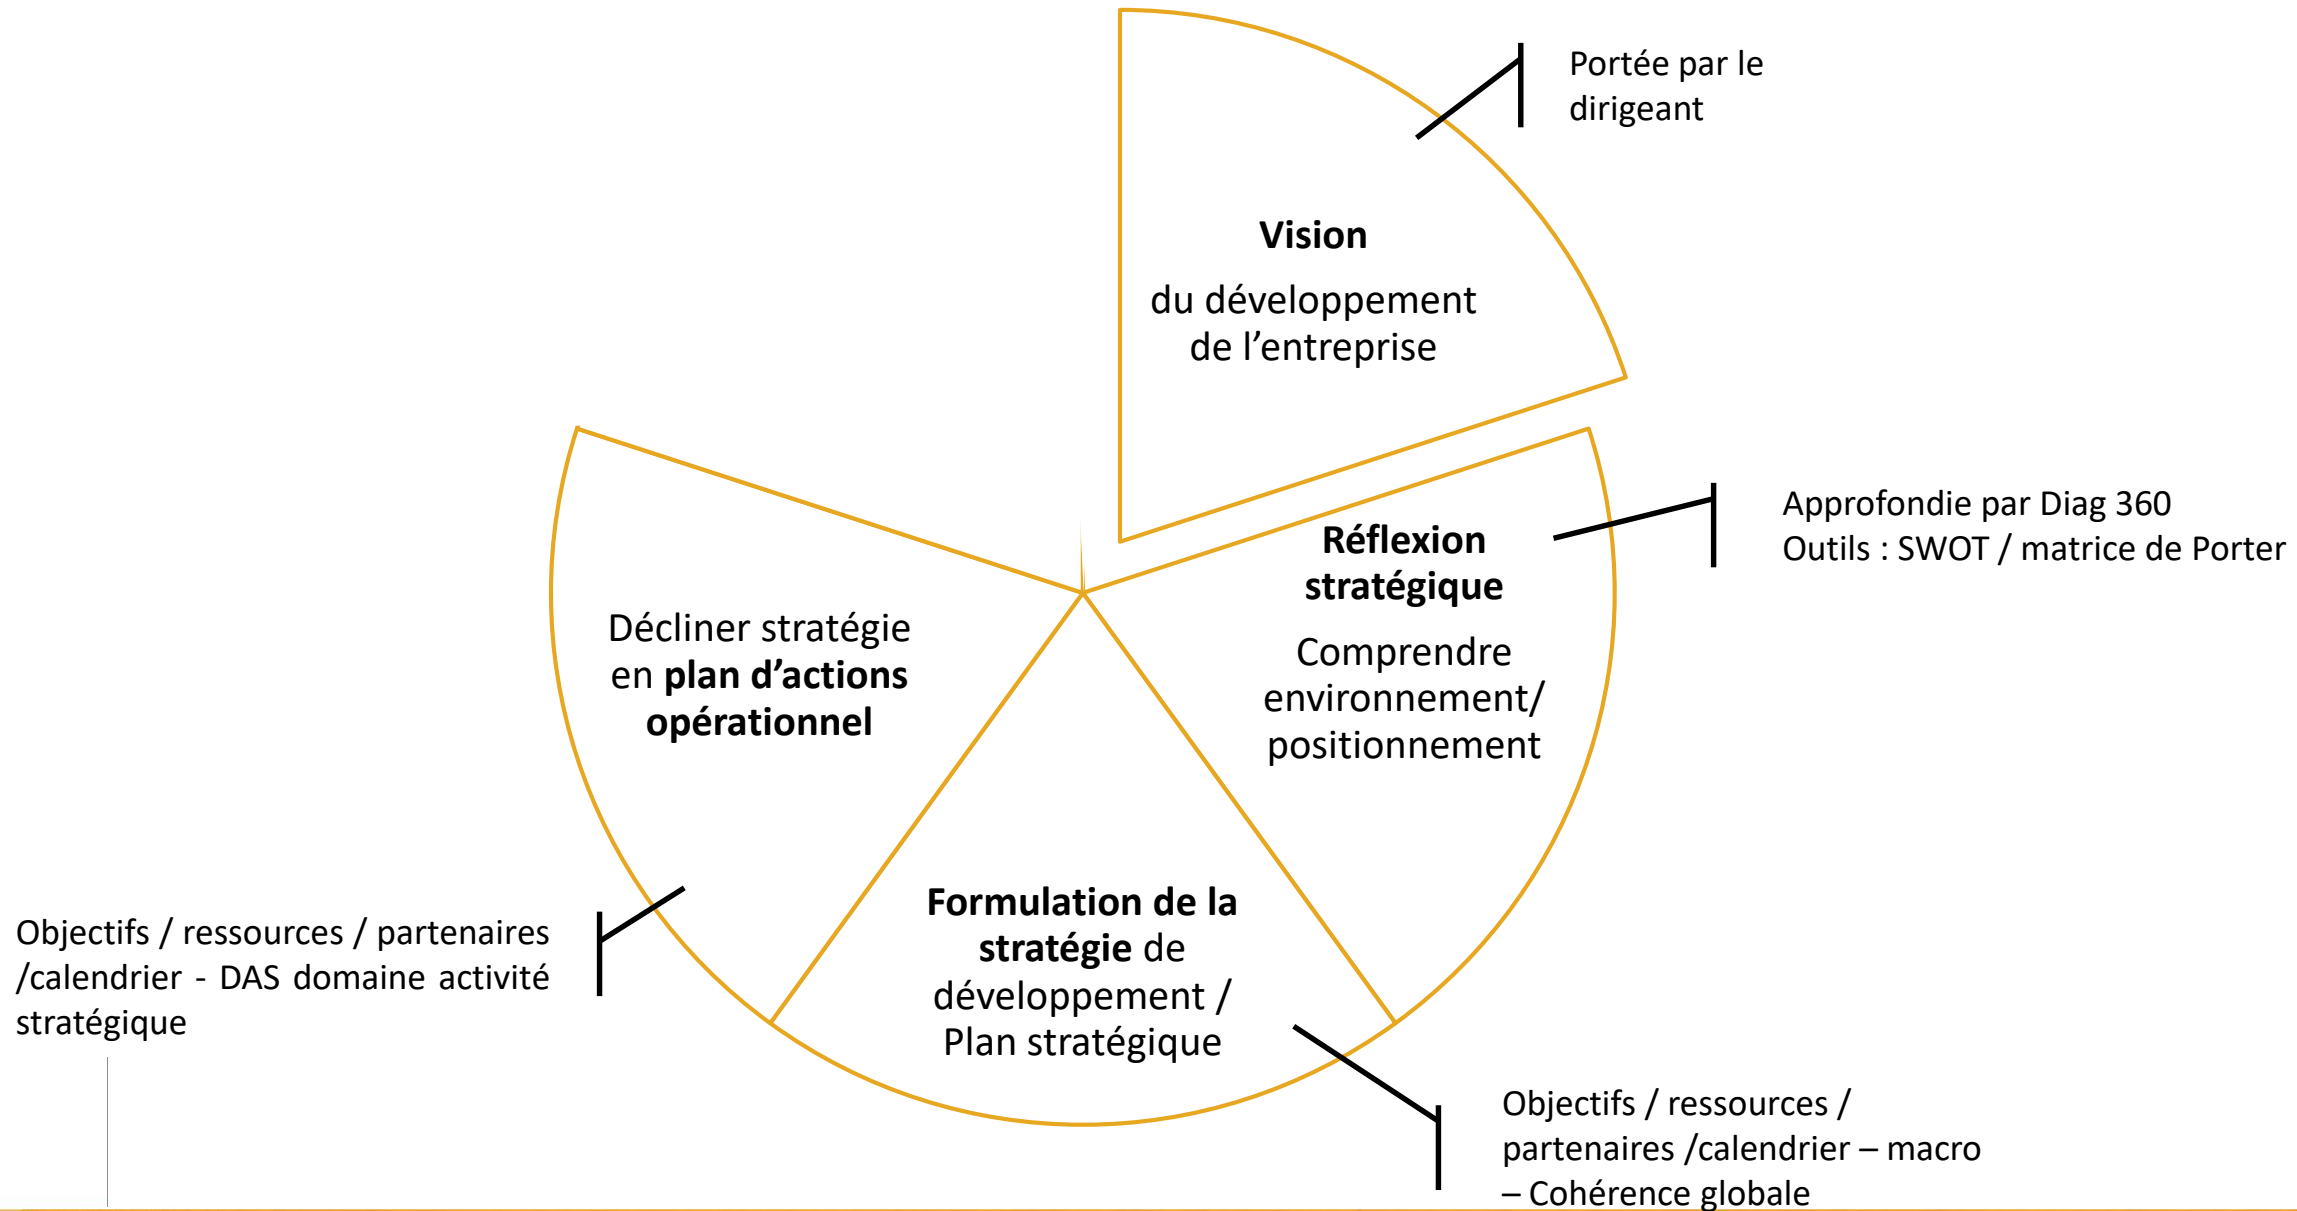 Portée par le
dirigeant
Vision
du développement
de l’entreprise
Approfondie par Diag 360
Outils : SWOT / matrice de Porter
Réflexion
stratégique
Comprendre
environnement/
positionnement
Décliner stratégie
en plan d’actions
opérationnel
Formulation de la
stratégie de
développement /
Plan stratégique
Objectifs / ressources / partenaires
/calendrier - DAS domaine activité
stratégique
Objectifs / ressources /
partenaires /calendrier – macro
– Cohérence globale